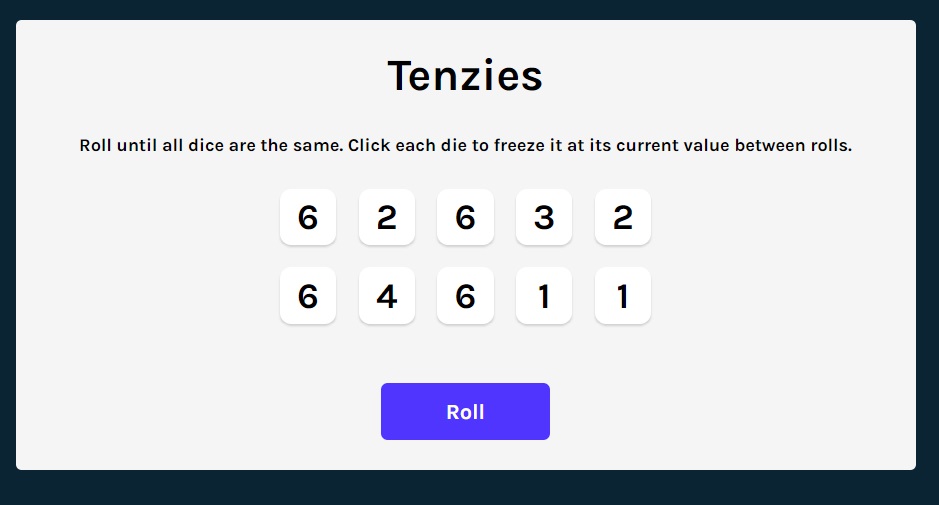 Tenzies
Roll until all dice are the same. Click each die to freeze it at its current value between rolls.
6 2 6 3 2
6 4 6 1 1
Roll